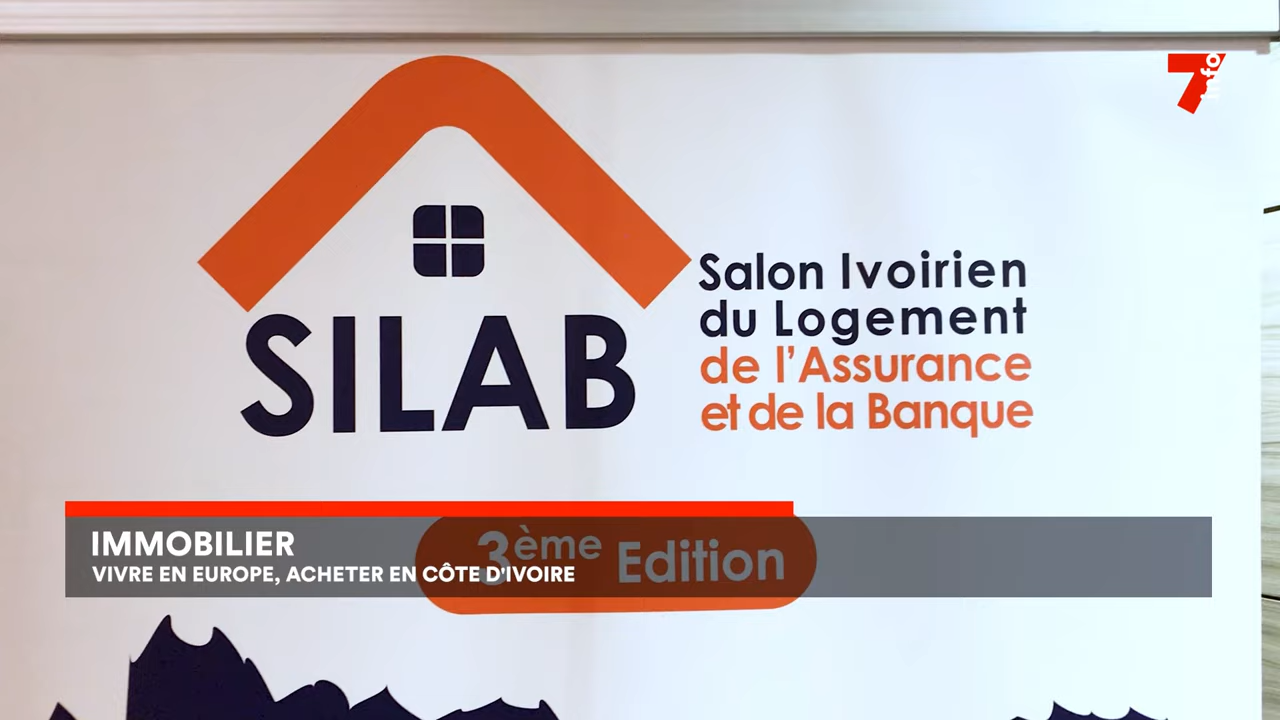 7info
SILAB
Salon Ivoirien
du Logement
de l'Assurance
et de la Banque
3ème Edition
IMMOBILIER
VIVRE EN EUROPE, ACHETER EN CÔTE D'IVOIRE